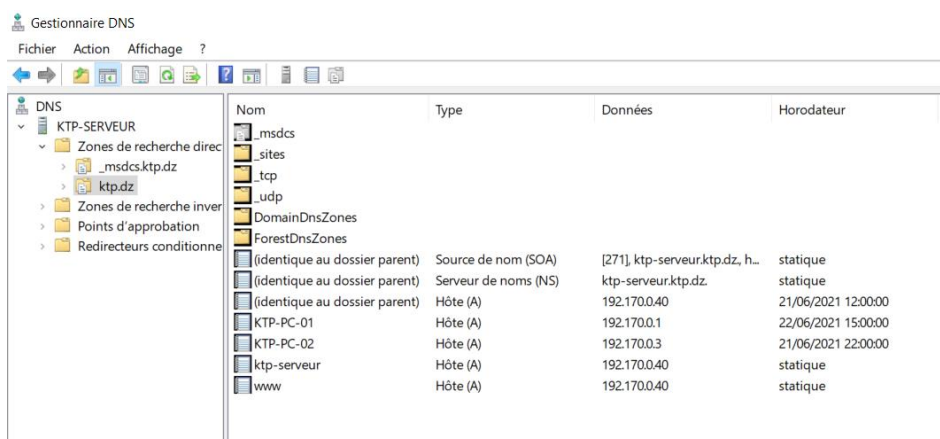 Gestionnaire DNS
Fichier Action Affichage ?
DNS
KTP-SERVEUR
Zones de recherche direc
_msdcs.ktp.dz
ktp.dz
Zones de recherche inver
Points d'approbation
Redirecteurs conditionne
Nom Type Données Horodateur
_msdcs
_sites
_tcp
_udp
DomainDnsZones
ForestDnsZones
(identique au dossier parent) Source de nom (SOA) [271], ktp-serveur.ktp.dz., h... statique
(identique au dossier parent) Serveur de noms (NS) ktp-serveur.ktp.dz. statique
(identique au dossier parent) Hôte (A) 192.170.0.40 21/06/2021 12:00:00
KTP-PC-01 Hôte (A) 192.170.0.1 22/06/2021 15:00:00
KTP-PC-02 Hôte (A) 192.170.0.3 21/06/2021 22:00:00
ktp-serveur Hôte (A) 192.170.0.40 statique
www Hôte (A) 192.170.0.40 statique